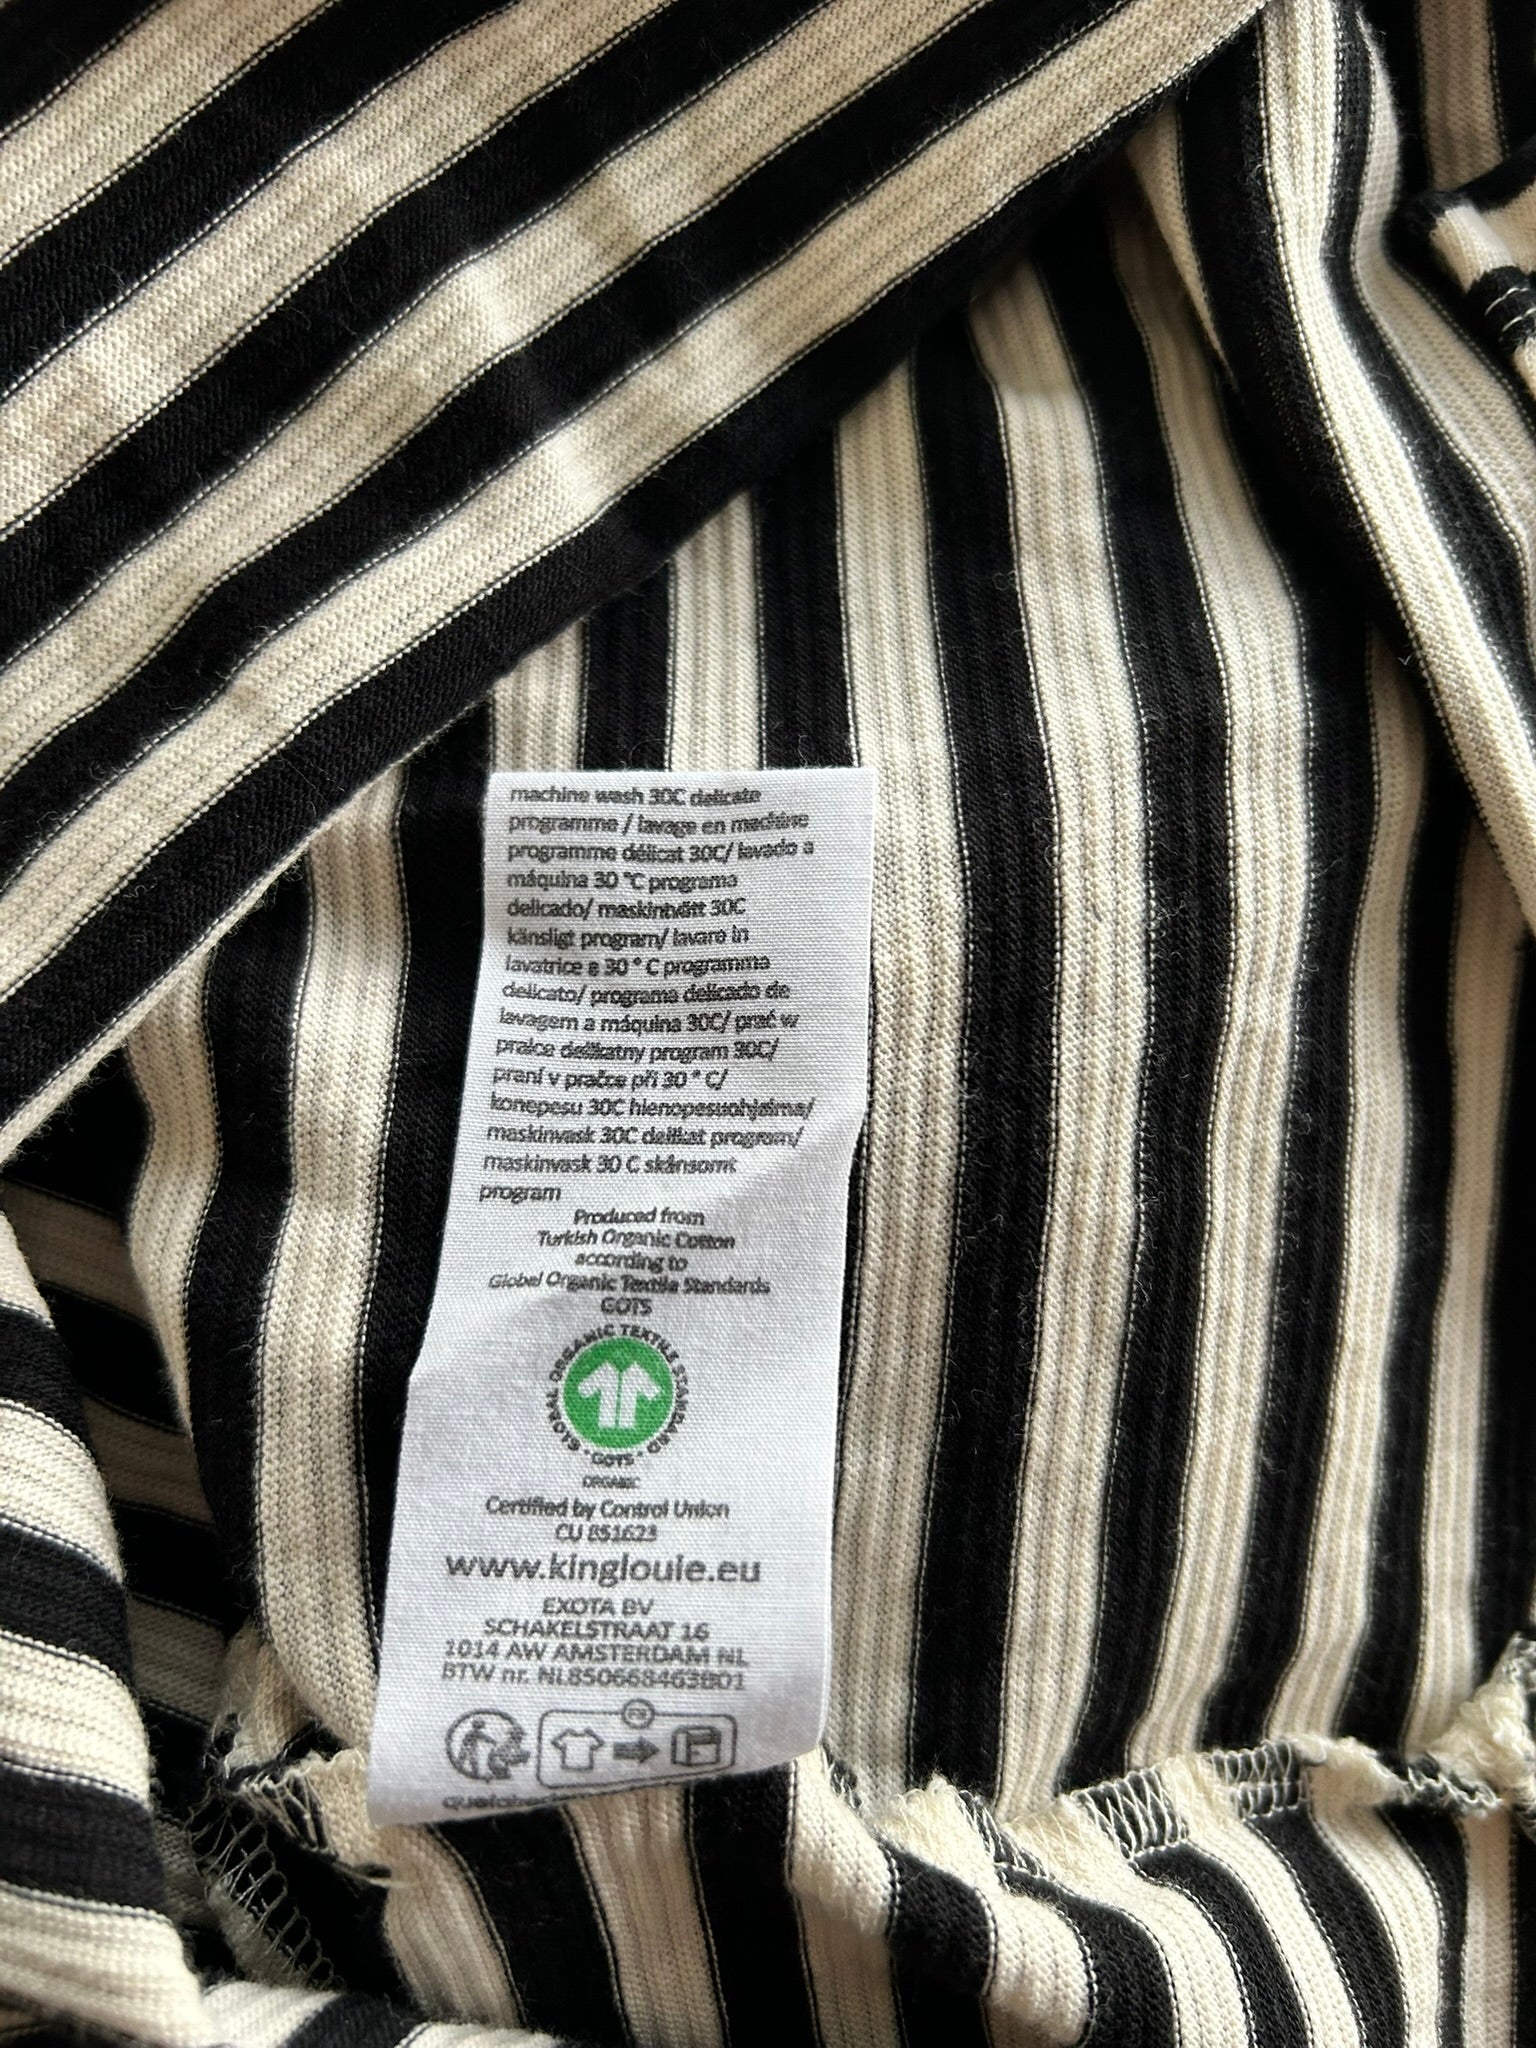 machine wash 30C delicate
programme / lavage en machine
programme délicat 30C/ lavado a
máquina 30 °C programa
delicado/ maskintvätt 30C
känsligt program/ lavare in
lavatrice a 30 ° C programma
delicato/ programa delicado de
lavagem a máquina 30C/ prać w
pralce delikatny program 30C/
praní v pračce při 30 ° C/
konepesu 30C hienopesuohjelma/
maskinvask 30C delikat program/
maskinvask 30 C skånsomt
program
Produced from
Turkish Organic Cotton
according to
Global Organic Textile Standards
GOTS
GLOBAL ORGANIC TEXTILE STANDARD
· GOTS ·
ORGANIC
Certified by Control Union
CU 851623
www.kinglouie.eu
EXOTA BV
SCHAKELSTRAAT 16
1014 AW AMSTERDAM NL
BTW nr. NL850668463B01
FR